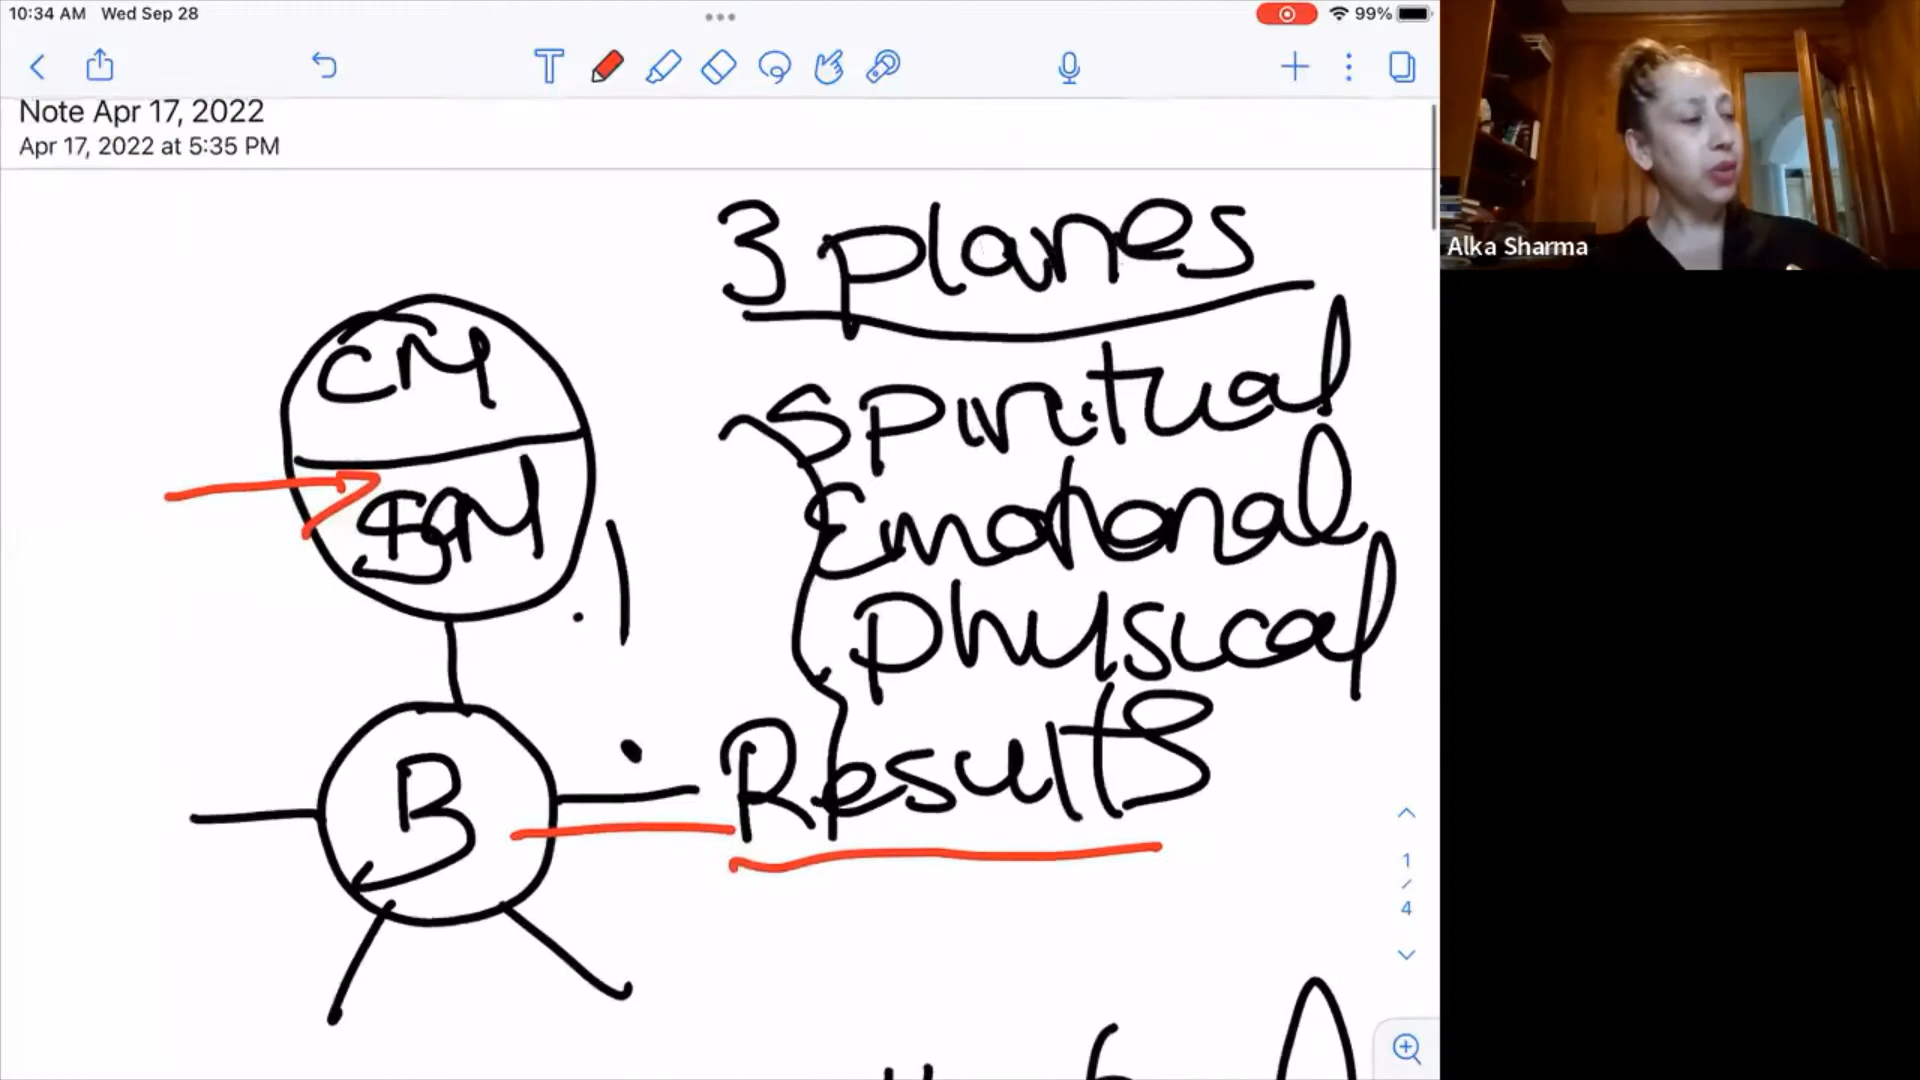 10:34 AM Wed Sep 28
99%
Note Apr 17, 2022
Apr 17, 2022 at 5:35 PM
3 planes
Spiritual
Emotional
Physical
Results
CM
SCM
B
Alka Sharma
1
/
4